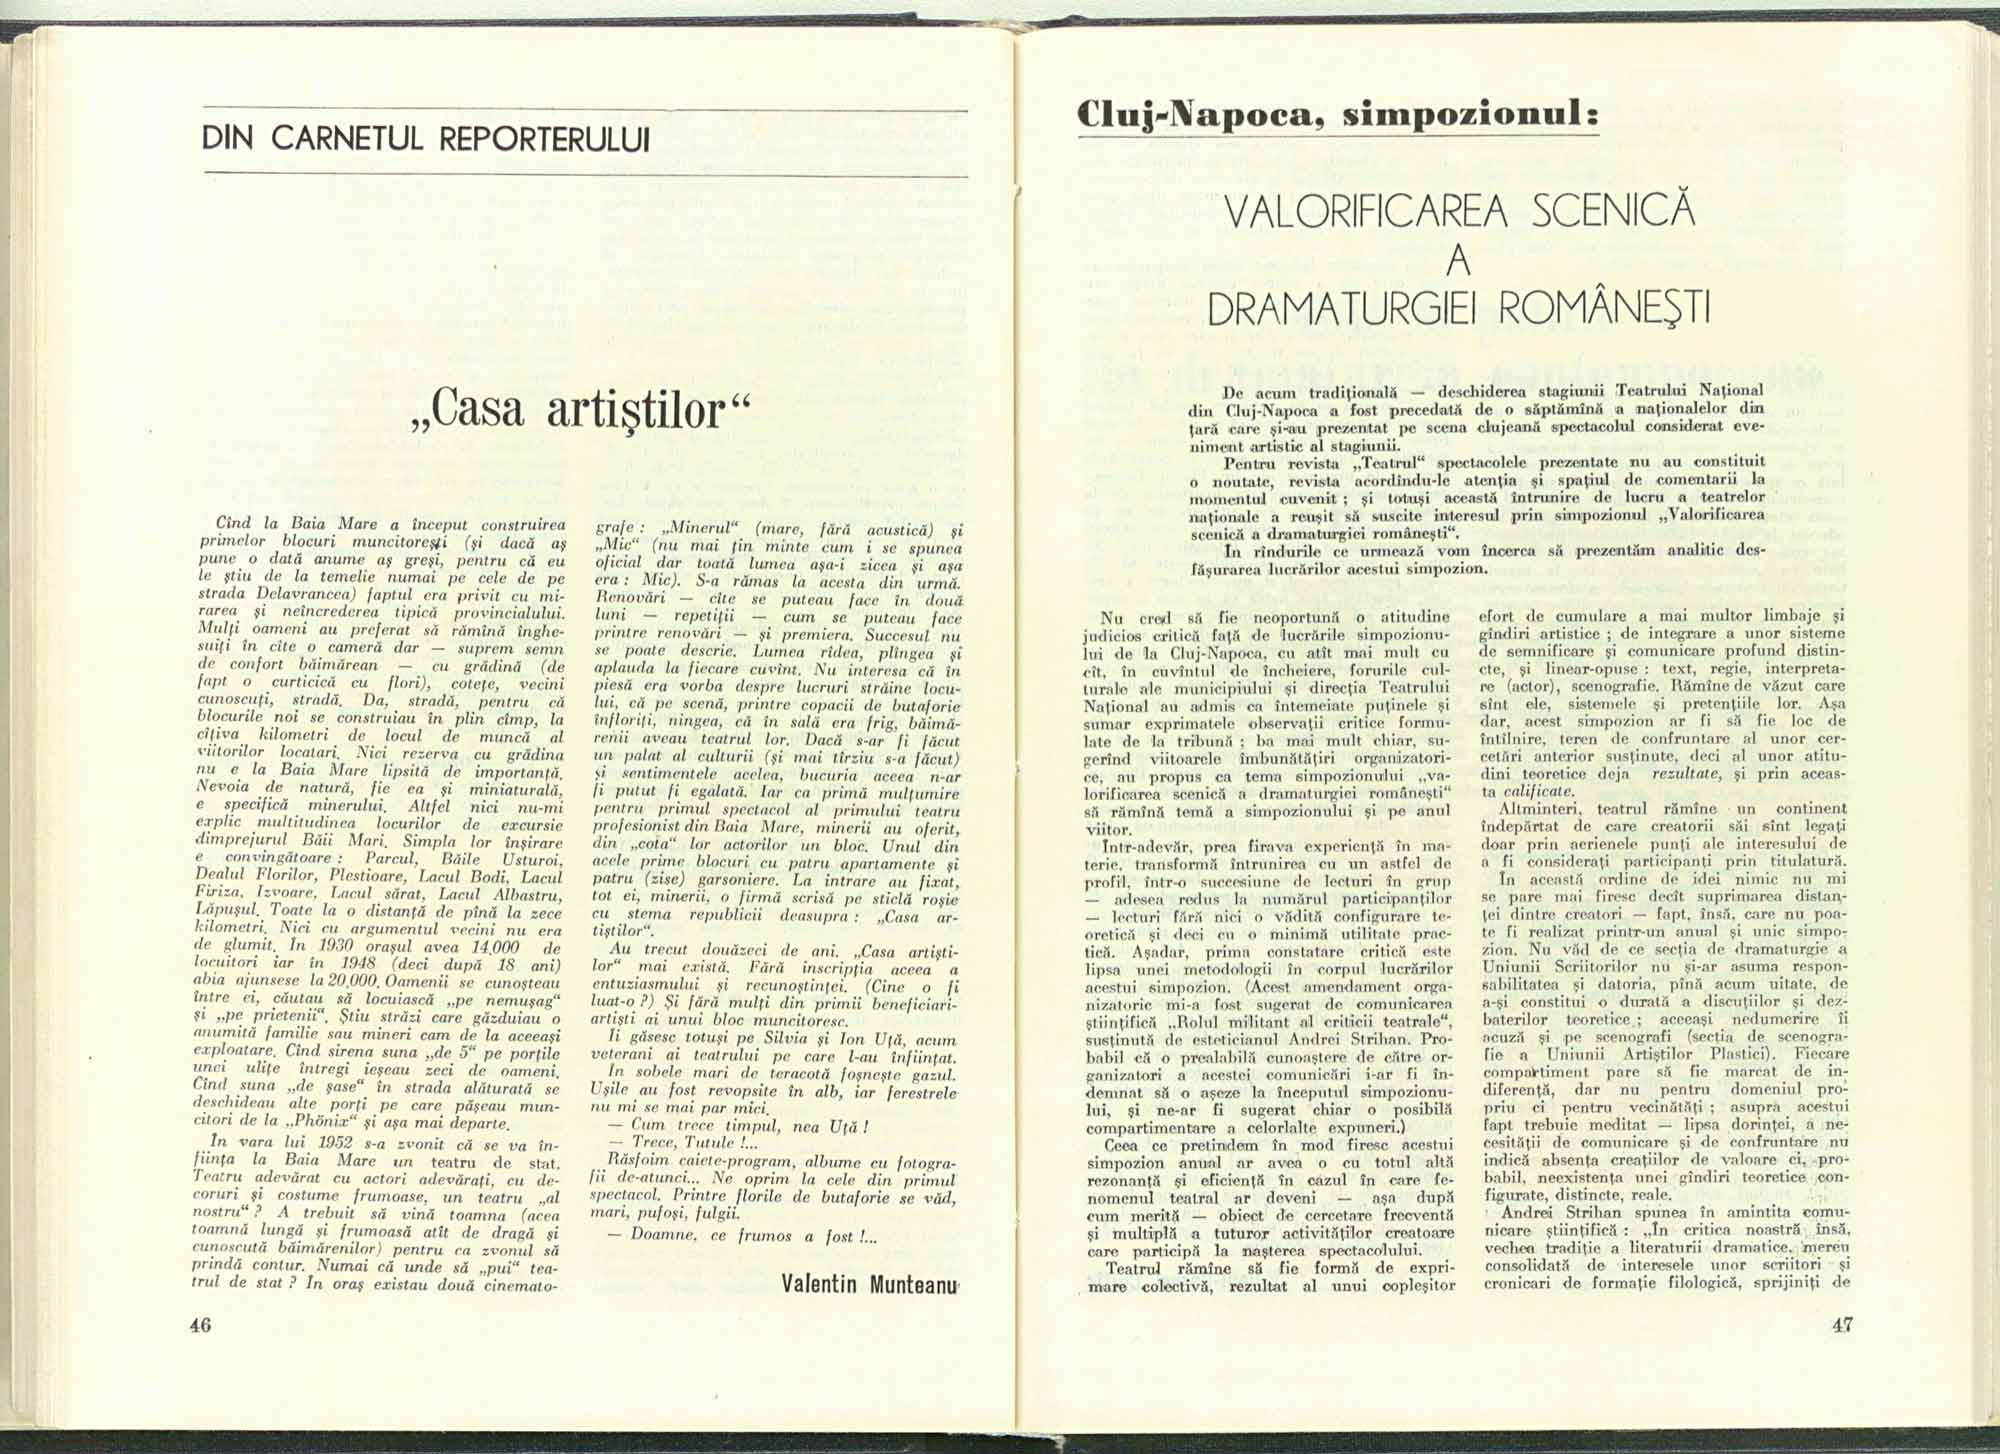 DIN CARNETUL REPORTERULUI
„Casa artiştilor“
Cînd la Baia Mare a început construirea
primelor blocuri muncitoreşti (şi dacă aş
pune o dată anume aş greşi, pentru că eu
le ştiu de la temelie numai pe cele de pe
strada Delavrancea) faptul era privit cu mi-
rarea şi neîncrederea tipică provincialului.
Mulţi oameni au preferat să rămînă înghe-
suiţi în cîte o cameră dar — suprem semn
de confort băimărean — cu grădină (de
fapt o curticică cu flori), coteţe, vecini
cunoscuţi, stradă. Da, stradă, pentru că
blocurile noi se construiau în plin cîmp, la
cîţiva kilometri de locul de muncă al
viitorilor locatari. Nici rezerva cu grădina
nu e la Baia Mare lipsită de importanţă.
Nevoia de natură, fie ea şi miniaturală,
e specifică minerului. Altfel nici nu-mi
explic multitudinea locurilor de excursie
dimprejurul Băii Mari. Simpla lor înşirare
e convingătoare : Parcul, Băile Usturoi,
Dealul Florilor, Plestioare, Lacul Bodi, Lacul
Firiza, Izvoare, Lacul sărat, Lacul Albastru,
Lăpuşul. Toate la o distanţă de pînă la zece
kilometri. Nici cu argumentul vecini nu era
de glumit. In 1930 oraşul avea 14.000 de
locuitori iar în 1948 (deci după 18 ani)
abia ajunsese la 20.000. Oamenii se cunoşteau
între ei, căutau să locuiască „pe nemuşag“
şi „pe prietenii“. Ştiu străzi care găzduiau o
anumită familie sau mineri cam de la aceeaşi
exploatare. Cînd sirena suna „de 5“ pe porţile
unei uliţe întregi ieşeau zeci de oameni.
Cînd suna „de şase“ în strada alăturată se
deschideau alte porţi pe care păşeau mun-
citori de la „Phönix“ şi aşa mai departe.
In vara lui 1952 s-a zvonit că se va în-
fiinţa la Baia Mare un teatru de stat.
Teatru adevărat cu actori adevăraţi, cu de-
coruri şi costume frumoase, un teatru „al
nostru“ ? A trebuit să vină toamna (acea
toamnă lungă şi frumoasă atît de dragă şi
cunoscută băimărenilor) pentru ca zvonul să
prindă contur. Numai că unde să „pui“ tea-
trul de stat ? In oraş existau două cinemato-
grafe : „Minerul“ (mare, fără acustică) şi
„Mic“ (nu mai ţin minte cum i se spunea
oficial dar toată lumea aşa-i zicea şi aşa
era : Mic). S-a rămas la acesta din urmă.
Renovări — cîte se puteau face în două
luni — repetiţii — cum se puteau face
printre renovări — şi premiera. Succesul nu
se poate descrie. Lumea rîdea, plîngea şi
aplauda la fiecare cuvînt. Nu interesa că în
piesă era vorba despre lucruri străine locu-
lui, că pe scenă, printre copacii de butaforie
înfloriţi, ningea, că în sală era frig, băimă-
renii aveau teatrul lor. Dacă s-ar fi făcut
un palat al culturii (şi mai tîrziu s-a făcut)
şi sentimentele acelea, bucuria aceea n-ar
fi putut fi egalată. Iar ca primă mulţumire
pentru primul spectacol al primului teatru
profesionist din Baia Mare, minerii au oferit,
din „cota“ lor actorilor un bloc. Unul din
acele prime blocuri cu patru apartamente şi
patru (zise) garsoniere. La intrare au fixat,
tot ei, minerii, o firmă scrisă pe sticlă roşie
cu stema republicii deasupra : „Casa ar-
tiştilor“.
Au trecut douăzeci de ani. „Casa artişti-
lor“ mai există. Fără inscripţia aceea a
entuziasmului şi recunoştinţei. (Cine o fi
luat-o ?) Şi fără mulţi din primii beneficiari-
artişti ai unui bloc muncitoresc.
Ii găsesc totuşi pe Silvia şi Ion Uţă, acum
veterani ai teatrului pe care l-au înfiinţat.
In sobele mari de teracotă foşneşte gazul.
Uşile au fost revopsite în alb, iar ferestrele
nu mi se mai par mici.
— Cum trece timpul, nea Uţă !
— Trece, Tutule !...
Răsfoim caiete-program, albume cu fotogra-
fii de-atunci... Ne oprim la cele din primul
spectacol. Printre florile de butaforie se văd,
mari, pufoşi, fulgii.
— Doamne, ce frumos a fost !...
Valentin Munteanu
46
Cluj-Napoca, simpozionul:
VALORIFICAREA SCENICĂ
A
DRAMATURGIEI ROMÂNEŞTI
De acum tradiţională — deschiderea stagiunii Teatrului Naţional
din Cluj-Napoca a fost precedată de o săptămînă a naţionalelor din
ţară care şi-au prezentat pe scena clujeană spectacolul considerat eve-
niment artistic al stagiunii.
Pentru revista „Teatrul“ spectacolele prezentate nu au constituit
o noutate, revista acordîndu-le atenţia şi spaţiul de comentarii la
momentul cuvenit ; şi totuşi această întrunire de lucru a teatrelor
naţionale a reuşit să suscite interesul prin simpozionul „Valorificarea
scenică a dramaturgiei româneşti“.
In rîndurile ce urmează vom încerca să prezentăm analitic des-
făşurarea lucrărilor acestui simpozion.
Nu cred să fie neoportună o atitudine
judicios critică faţă de lucrările simpozionu-
lui de la Cluj-Napoca, cu atît mai mult cu
cît, în cuvîntul de încheiere, forurile cul-
turale ale municipiului şi direcţia Teatrului
Naţional au admis ca întemeiate puţinele şi
sumar exprimatele observaţii critice formu-
late de la tribună ; ba mai mult chiar, su-
gerînd viitoarele îmbunătăţiri organizatori-
ce, au propus ca tema simpozionului „va-
lorificarea scenică a dramaturgiei româneşti“
să rămînă temă a simpozionului şi pe anul
viitor.
Într-adevăr, prea firava experienţă în ma-
terie, transformă întrunirea cu un astfel de
profil, într-o succesiune de lecturi în grup
— adesea redus la numărul participanţilor
— lecturi fără nici o vădită configurare te-
oretică şi deci cu o minimă utilitate prac-
tică. Aşadar, prima constatare critică este
lipsa unei metodologii în corpul lucrărilor
acestui simpozion. (Acest amendament orga-
nizatoric mi-a fost sugerat de comunicarea
ştiinţifică „Rolul militant al criticii teatrale“,
susţinută de esteticianul Andrei Strihan. Pro-
babil că o prealabilă cunoaştere de către or-
ganizatori a acestei comunicări i-ar fi în-
demnat să o aşeze la începutul simpozionu-
lui, şi ne-ar fi sugerat chiar o posibilă
compartimentare a celorlalte expuneri.)
Ceea ce pretindem în mod firesc acestui
simpozion anual ar avea o cu totul altă
rezonanţă şi eficienţă în cazul în care fe-
nomenul teatral ar deveni — aşa după
cum merită — obiect de cercetare frecventă
şi multiplă a tuturor activităţilor creatoare
care participă la naşterea spectacolului.
Teatrul rămîne să fie formă de expri-
mare colectivă, rezultat al unui copleşitor
efort de cumulare a mai multor limbaje şi
gîndiri artistice ; de integrare a unor sisteme
de semnificare şi comunicare profund distin-
cte, şi linear-opuse : text, regie, interpreta-
re (actor), scenografie. Rămîne de văzut care
sînt ele, sistemele şi pretenţiile lor. Aşa
dar, acest simpozion ar fi să fie loc de
întîlnire, teren de confruntare al unor cer-
cetări anterior susţinute, deci al unor atitu-
dini teoretice deja rezultate, şi prin aceas-
ta calificate.
Altminteri, teatrul rămîne un continent
îndepărtat de care creatorii săi sînt legaţi
doar prin aerienele punţi ale interesului de
a fi consideraţi participanţi prin titulatură.
In această ordine de idei nimic nu mi
se pare mai firesc decît suprimarea distan-
ţei dintre creatori — fapt, însă, care nu poa-
te fi realizat printr-un anual şi unic simpo-
zion. Nu văd de ce secţia de dramaturgie a
Uniunii Scriitorilor nu şi-ar asuma respon-
sabilitatea şi datoria, pînă acum uitate, de
a-şi constitui o durată a discuţiilor şi dez-
baterilor teoretice ; aceeaşi nedumerire îi
acuză şi pe scenografi (secţia de scenogra-
fie a Uniunii Artiştilor Plastici). Fiecare
compartiment pare să fie marcat de in-
diferenţă, dar nu pentru domeniul pro-
priu ci pentru vecinătăţi ; asupra acestui
fapt trebuie meditat — lipsa dorinţei, a ne-
cesităţii de comunicare şi de confruntare nu
indică absenţa creaţiilor de valoare ci, pro-
babil, neexistenţa unei gîndiri teoretice con-
figurate, distincte, reale.
Andrei Strihan spunea în amintita comu-
nicare ştiinţifică : „In critica noastră însă,
vechea tradiţie a literaturii dramatice, mereu
consolidată de interesele unor scriitori şi
cronicari de formaţie filologică, sprijiniţi de
47